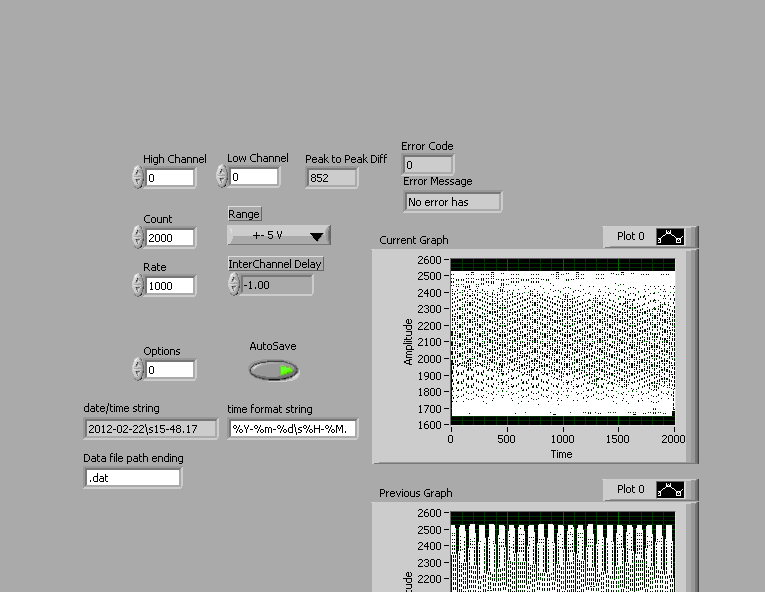 High Channel
0
Low Channel
0
Peak to Peak Diff
852
Error Code
0
Error Message
No error has
Count
2000
Range
+- 5 V
Rate
1000
InterChannel Delay
-1.00
Options
0
AutoSave
date/time string
2012-02-22\s15-48.17
time format string
%Y-%m-%d\s%H-%M.
Data file path ending
.dat
Current Graph
Plot 0
2600
2500
2400
2300
2200
2100
2000
1900
1800
1700
1600
Amplitude
0 500 1000 1500 2000
Time
Previous Graph
Plot 0
2600
2500
2400
2300
2200